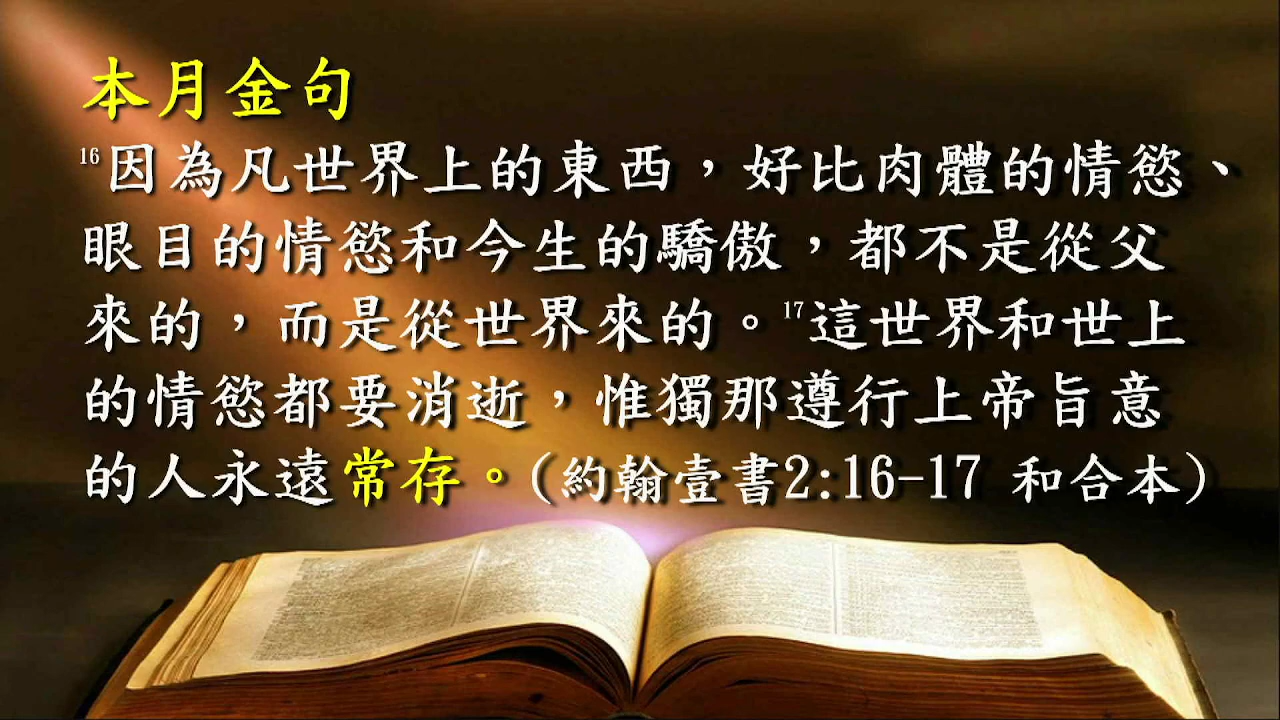 本月金句
16因為凡世界上的東西，好比肉體的情慾、
眼目的情慾和今生的驕傲，都不是從父
來的，而是從世界來的。17這世界和世上
的情慾都要消逝，惟獨那遵行上帝旨意
的人永遠常存。(約翰壹書2:16-17 和合本)